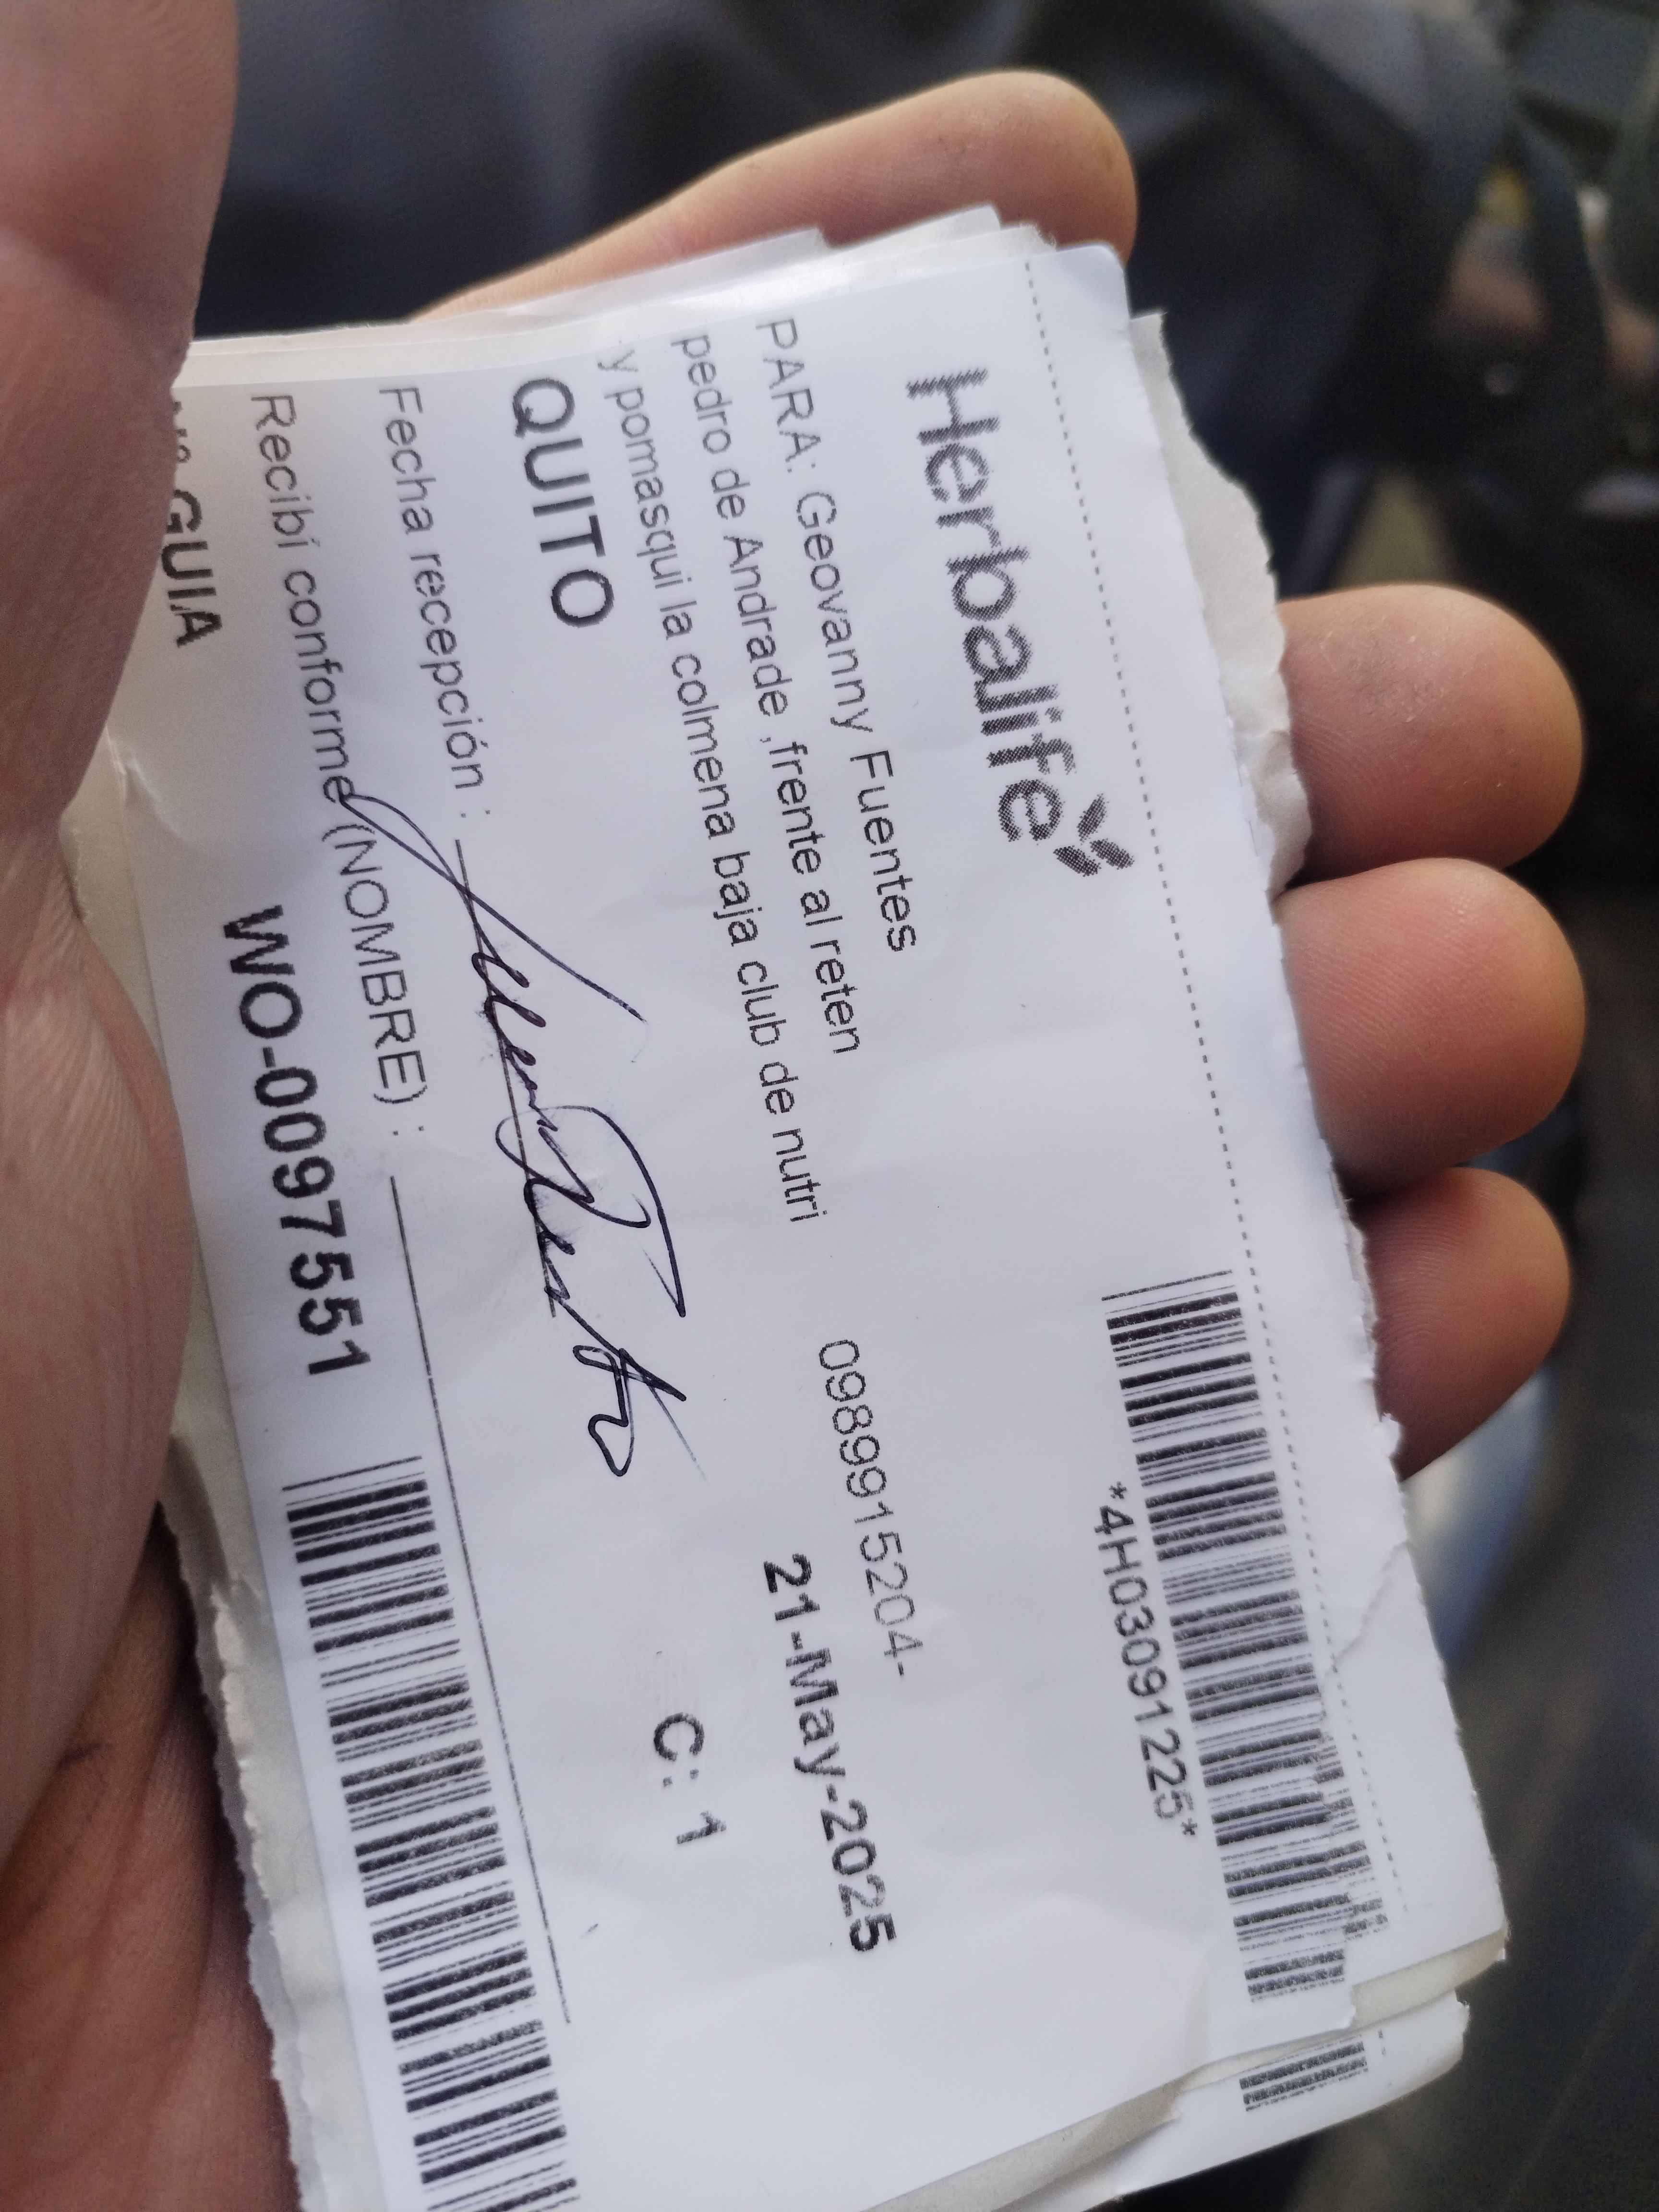 Herbalife
*4H03091225*
PARA: Geovanny Fuentes
0989915204-
pedro de Andrade ,frente al reten
21-May-2025
y pomasqui la colmena baja club de nutri
QUITO
C: 1
Fecha recepción :
Recibí conforme (NOMBRE) :
GUIA
WO-0097551